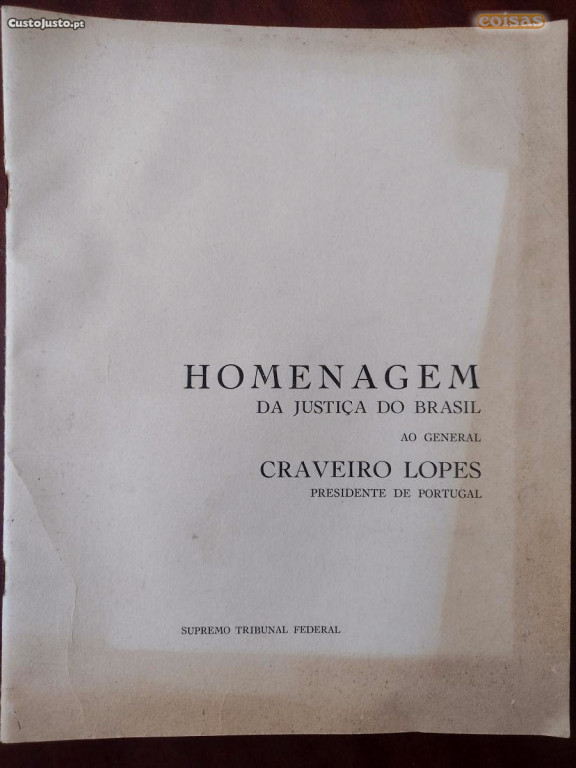 CustoJusto.pt
coisas
HOMENAGEM
DA JUSTIÇA DO BRASIL
AO GENERAL
CRAVEIRO LOPES
PRESIDENTE DE PORTUGAL
SUPREMO TRIBUNAL FEDERAL